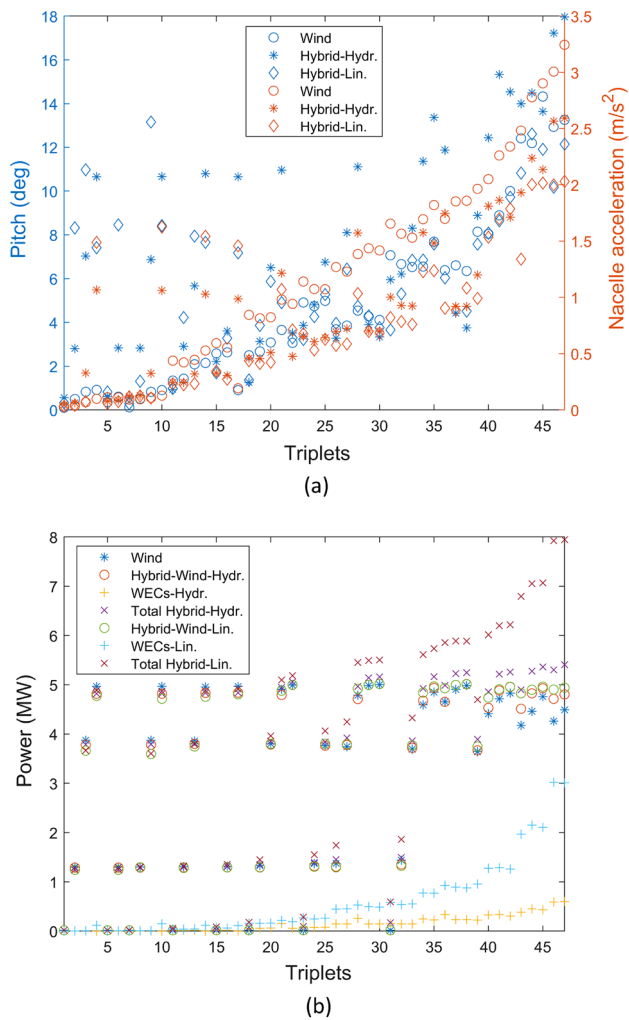 18
16
14
12
10
8
6
4
2
0
Pitch (deg)
Wind
Hybrid-Hydr.
Hybrid-Lin.
Wind
Hybrid-Hydr.
Hybrid-Lin.
3.5
3
2.5
2
1.5
1
0.5
0
Nacelle acceleration (m/s²)
5 10 15 20 25 30 35 40 45
Triplets
(a)
8
7
6
5
4
3
2
1
0
Power (MW)
Wind
Hybrid-Wind-Hydr.
WECs-Hydr.
Total Hybrid-Hydr.
Hybrid-Wind-Lin.
WECs-Lin.
Total Hybrid-Lin.
5 10 15 20 25 30 35 40 45
Triplets
(b)